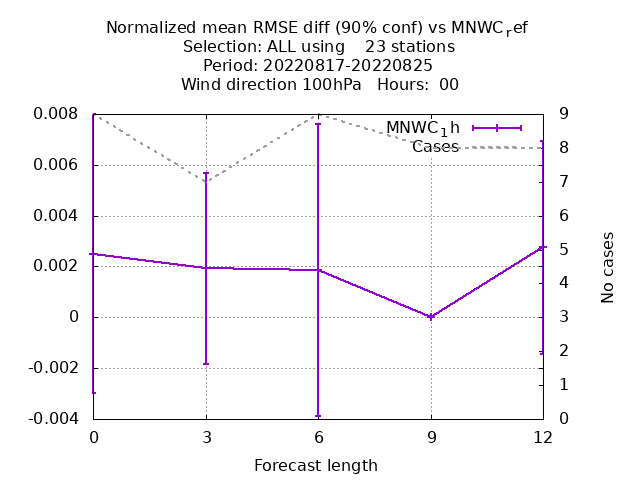 Normalized mean RMSE diff (90% conf) vs MNWC_ref
Selection: ALL using    23 stations
Period: 20220817-20220825
Wind direction 100hPa   Hours:  00
MNWC_1h
Cases
0.008
0.006
0.004
0.002
0
-0.002
-0.004
9
8
7
6
5
4
3
2
1
0
No cases
0 3 6 9 12
Forecast length